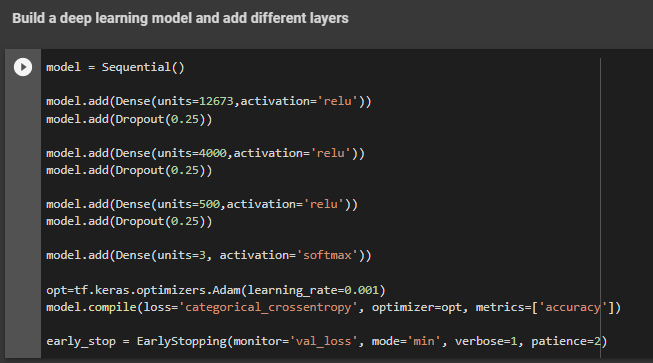 Build a deep learning model and add different layers
model = Sequential()
model.add(Dense(units=12673,activation='relu'))
model.add(Dropout(0.25))
model.add(Dense(units=4000,activation='relu'))
model.add(Dropout(0.25))
model.add(Dense(units=500,activation='relu'))
model.add(Dropout(0.25))
model.add(Dense(units=3, activation='softmax'))
opt=tf.keras.optimizers.Adam(learning_rate=0.001)
model.compile(loss='categorical_crossentropy', optimizer=opt, metrics=['accuracy'])
early_stop = EarlyStopping(monitor='val_loss', mode='min', verbose=1, patience=2)